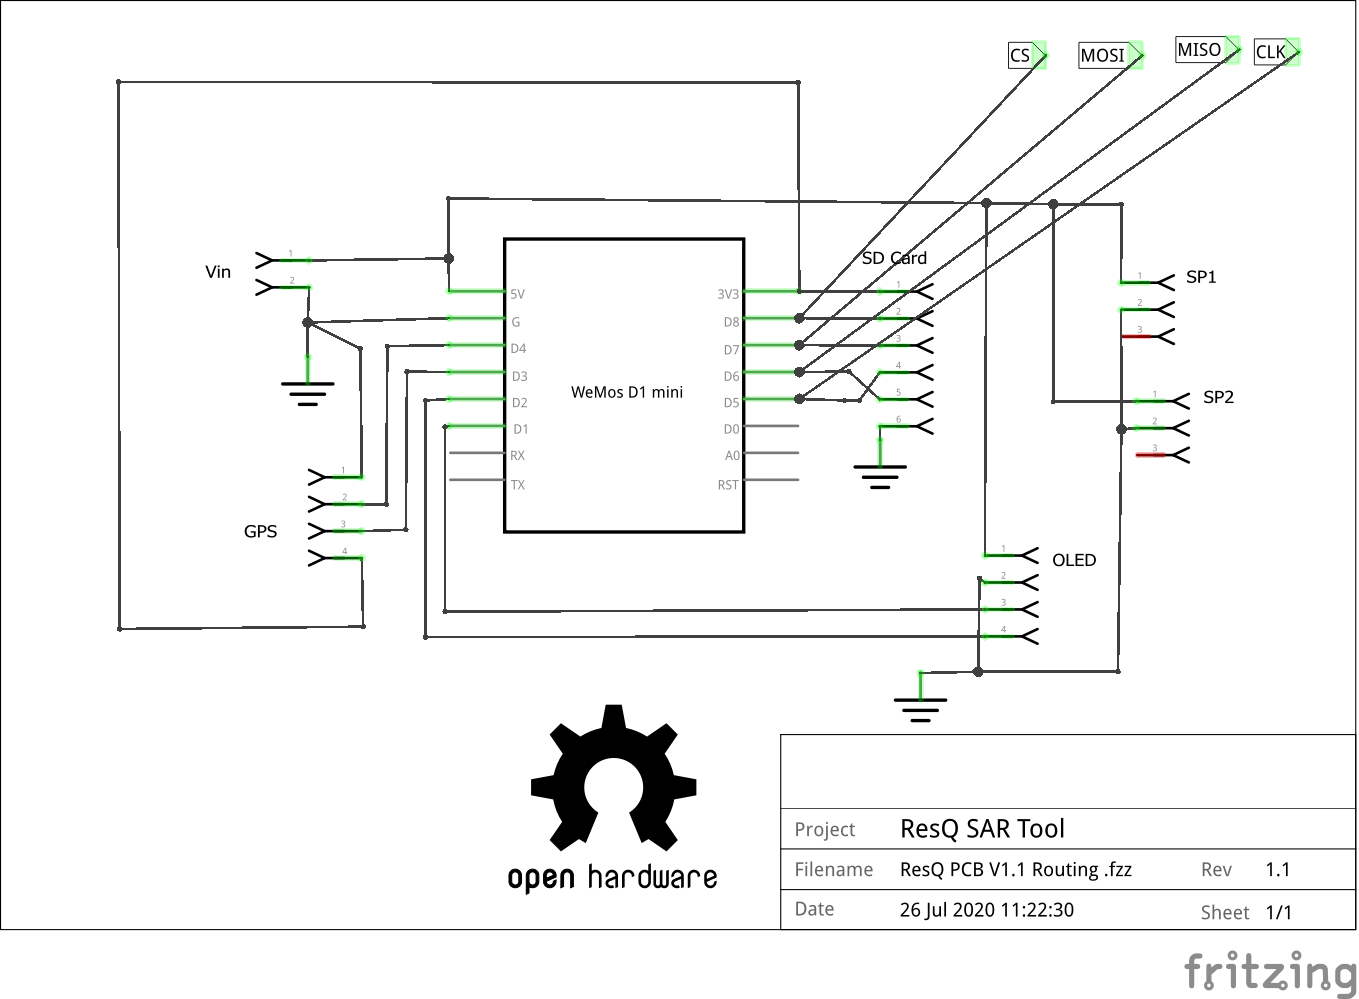 CS MOSI MISO CLK
SD Card
Vin
1
2
5V 3V3
G D8
D4 D7
D3 D6
D2 D5
D1 D0
RX A0
TX RST
WeMos D1 mini
1
2
3
4
5
6
SP1
1
2
3
SP2
1
2
3
GPS
1
2
3
4
OLED
1
2
3
4
open hardware
Project ResQ SAR Tool
Filename ResQ PCB V1.1 Routing .fzz Rev 1.1
Date 26 Jul 2020 11:22:30 Sheet 1/1
fritzing